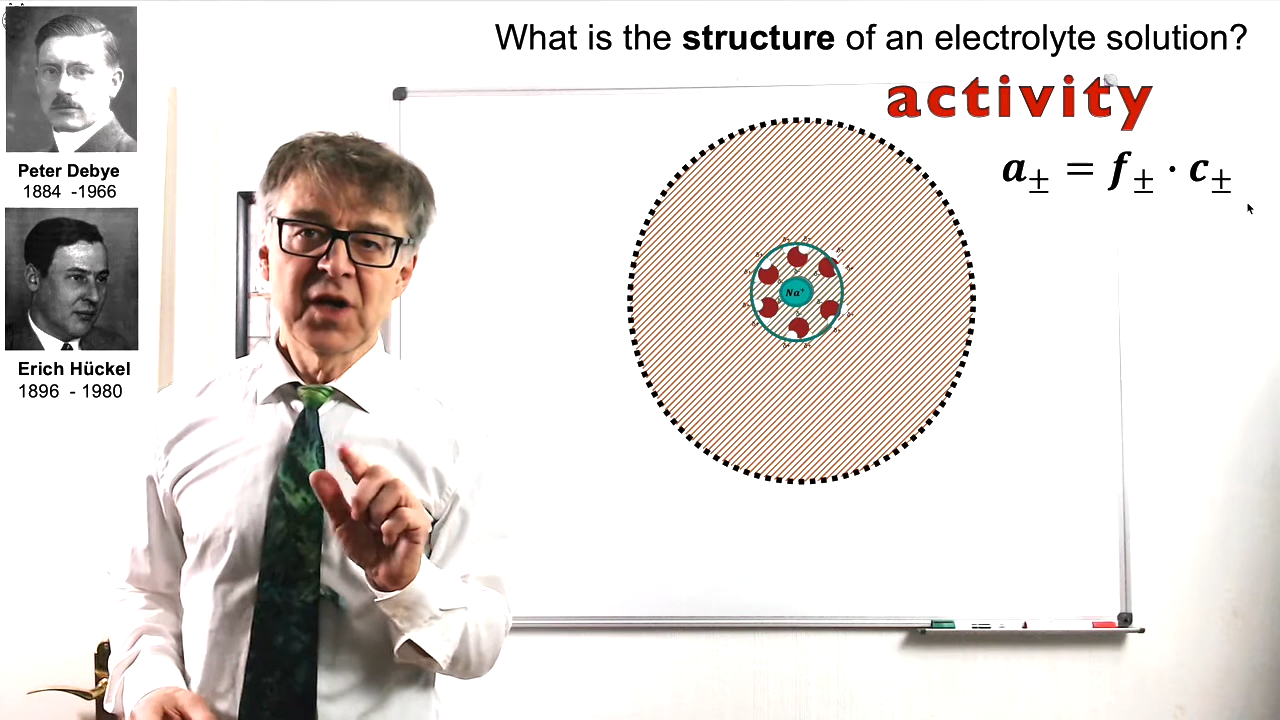 What is the structure of an electrolyte solution?
activity
a± = f± · c±
Peter Debye
1884 -1966
Erich Hückel
1896 - 1980
Na⁺